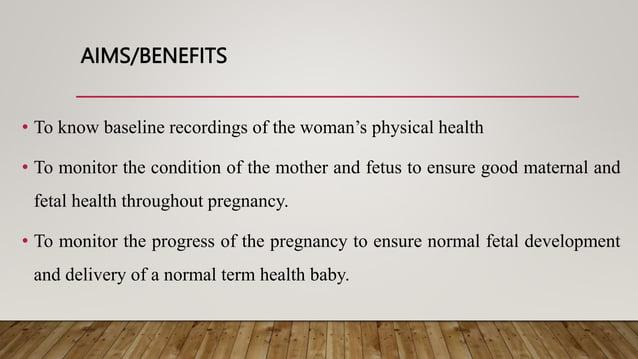 AIMS/BENEFITS
• To know baseline recordings of the woman’s physical health
• To monitor the condition of the mother and fetus to ensure good maternal and
fetal health throughout pregnancy.
• To monitor the progress of the pregnancy to ensure normal fetal development
and delivery of a normal term health baby.